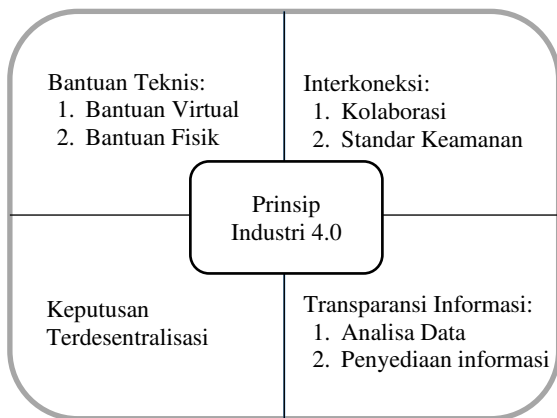 Bantuan Teknis:
1. Bantuan Virtual
2. Bantuan Fisik
Interkoneksi:
1. Kolaborasi
2. Standar Keamanan
Prinsip
Industri 4.0
Keputusan
Terdesentralisasi
Transparansi Informasi:
1. Analisa Data
2. Penyediaan informasi